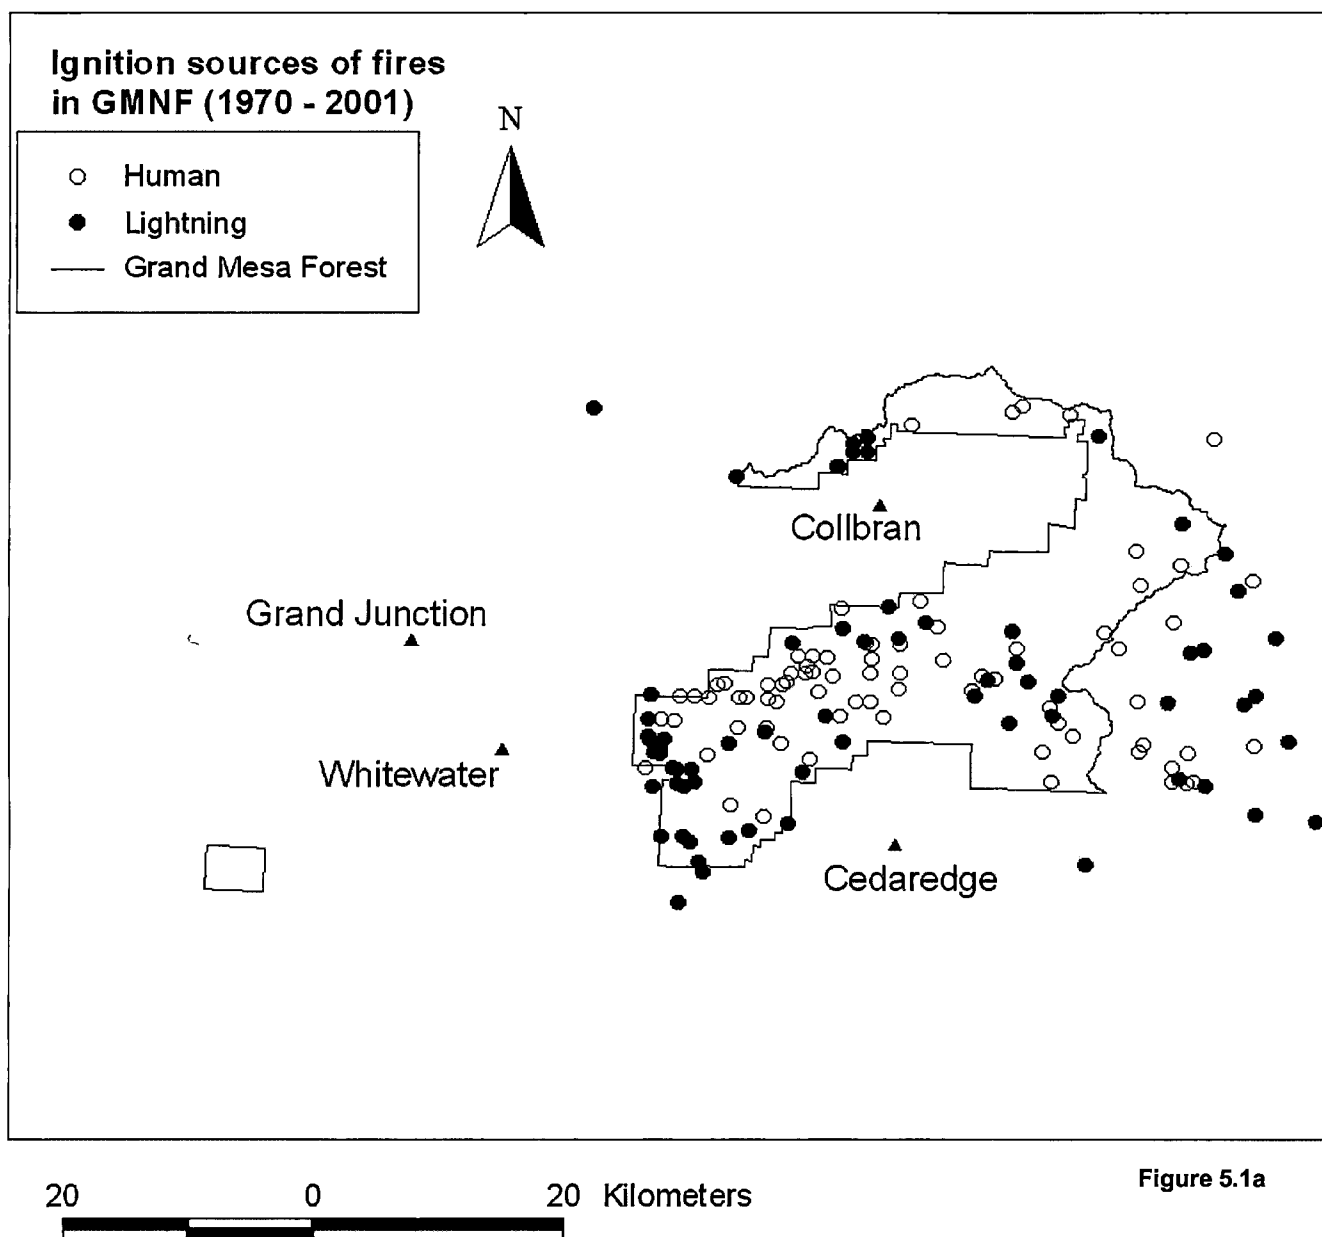 Ignition sources of fires
in GMNF (1970 - 2001)
N
Human
Lightning
Grand Mesa Forest
Collbran
Grand Junction
Whitewater
Cedaredge
Figure 5.1a
20 0 20 Kilometers